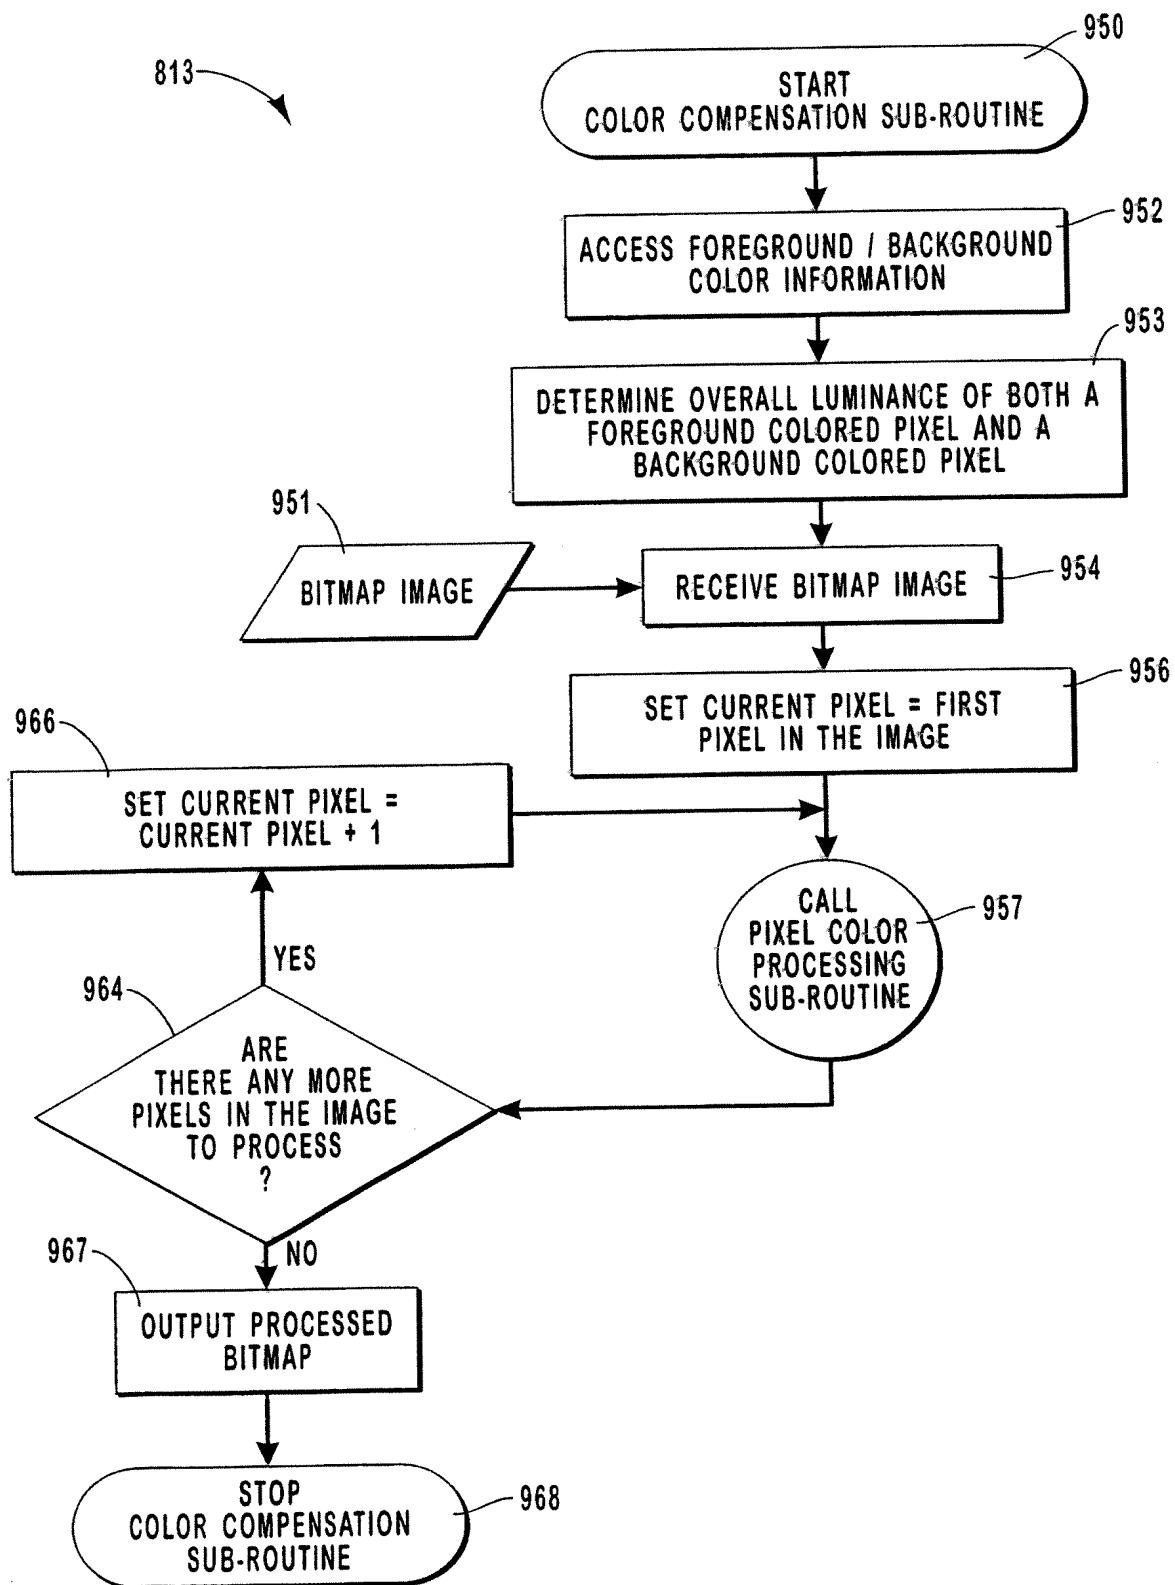 950
813
START
COLOR COMPENSATION SUB-ROUTINE
952
ACCESS FOREGROUND / BACKGROUND
COLOR INFORMATION
953
DETERMINE OVERALL LUMINANCE OF BOTH A
FOREGROUND COLORED PIXEL AND A
BACKGROUND COLORED PIXEL
951
BITMAP IMAGE
RECEIVE BITMAP IMAGE
954
956
SET CURRENT PIXEL = FIRST
PIXEL IN THE IMAGE
966
SET CURRENT PIXEL =
CURRENT PIXEL + 1
CALL
PIXEL COLOR
PROCESSING
SUB-ROUTINE
957
YES
964
ARE
THERE ANY MORE
PIXELS IN THE IMAGE
TO PROCESS
?
967
NO
OUTPUT PROCESSED
BITMAP
STOP
COLOR COMPENSATION
SUB-ROUTINE
968